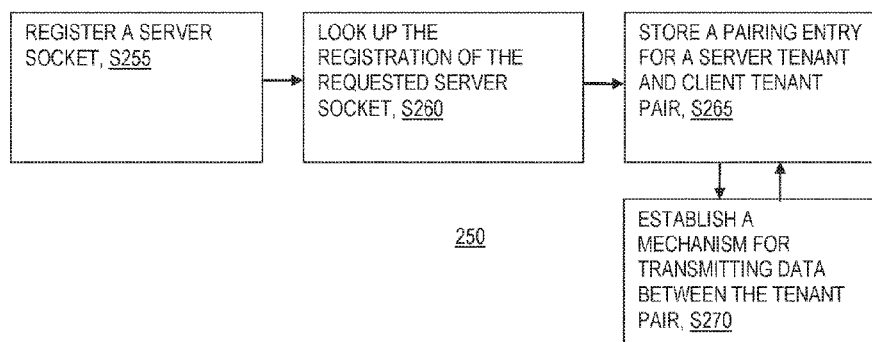 REGISTER A SERVER
SOCKET, S255
LOOK UP THE
REGISTRATION OF THE
REQUESTED SERVER
SOCKET, S260
STORE A PAIRING ENTRY
FOR A SERVER TENANT
AND CLIENT TENANT
PAIR, S265
250
ESTABLISH A
MECHANISM FOR
TRANSMITTING DATA
BETWEEN THE TENANT
PAIR, S270